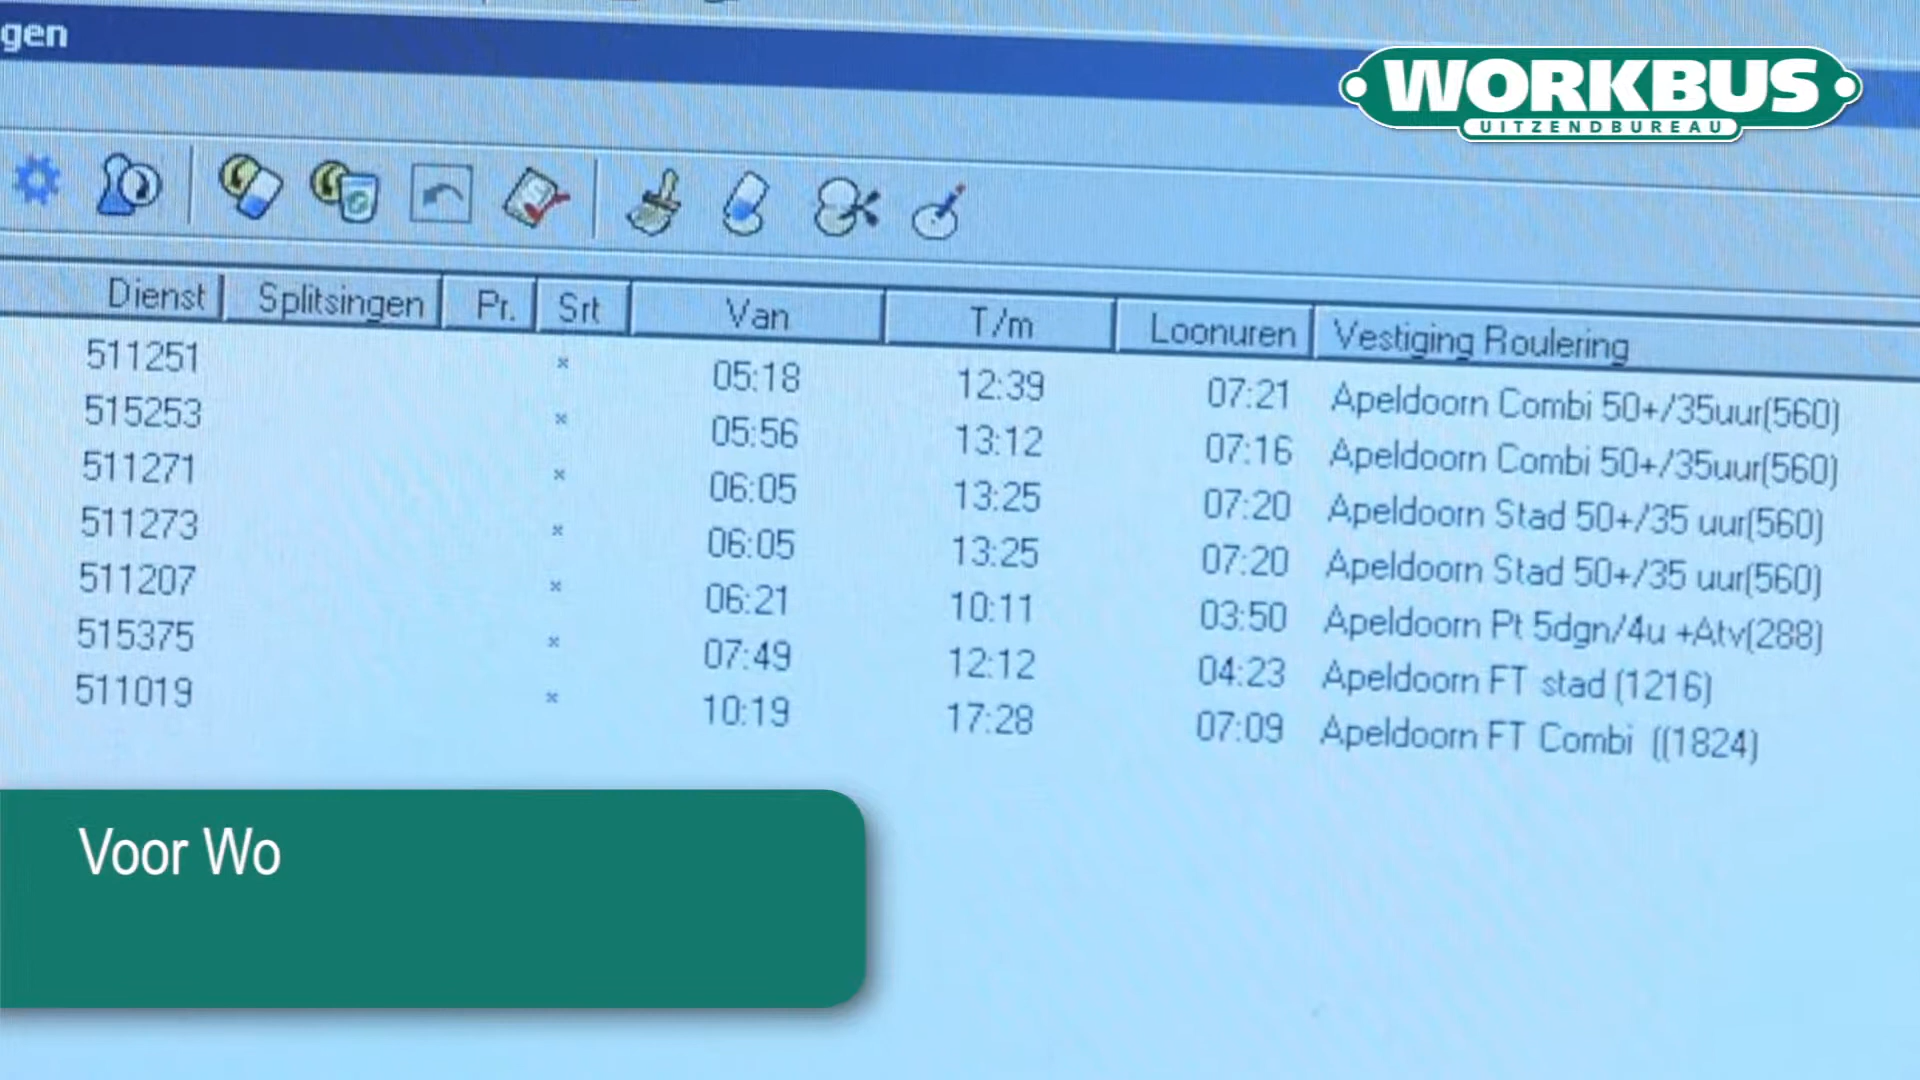 gen
WORKBUS
UITZENDBUREAU
Dienst Splitsingen Pr. Srt Van T/m Loonuren Vestiging Roulering
511251 × 05:18 12:39 07:21 Apeldoorn Combi 50+/35uur(560)
515253 × 05:56 13:12 07:16 Apeldoorn Combi 50+/35uur(560)
511271 × 06:05 13:25 07:20 Apeldoorn Stad 50+/35 uur(560)
511273 × 06:05 13:25 07:20 Apeldoorn Stad 50+/35 uur(560)
511207 × 06:21 10:11 03:50 Apeldoorn Pt 5dgn/4u +Atv(288)
515375 × 07:49 12:12 04:23 Apeldoorn FT stad (1216)
511019 × 10:19 17:28 07:09 Apeldoorn FT Combi ((1824)
Voor Wo